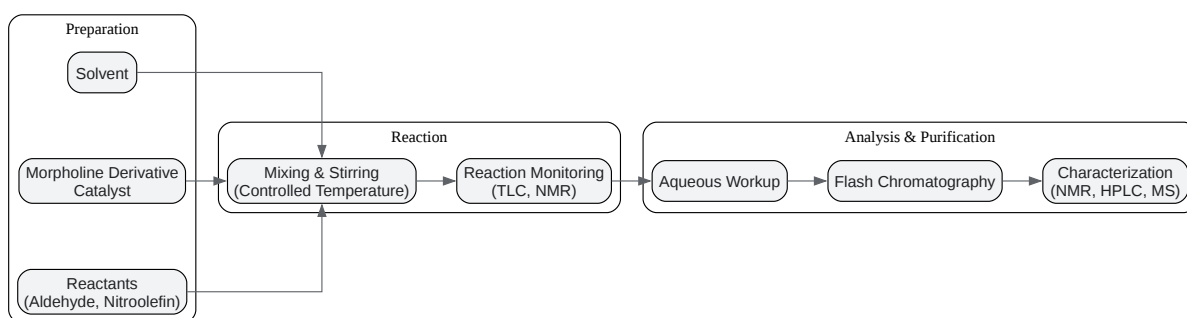 Preparation
Solvent
Morpholine Derivative
Catalyst
Reactants
(Aldehyde, Nitroolefin)
Reaction
Mixing & Stirring
(Controlled Temperature)
Reaction Monitoring
(TLC, NMR)
Analysis & Purification
Aqueous Workup
Flash Chromatography
Characterization
(NMR, HPLC, MS)